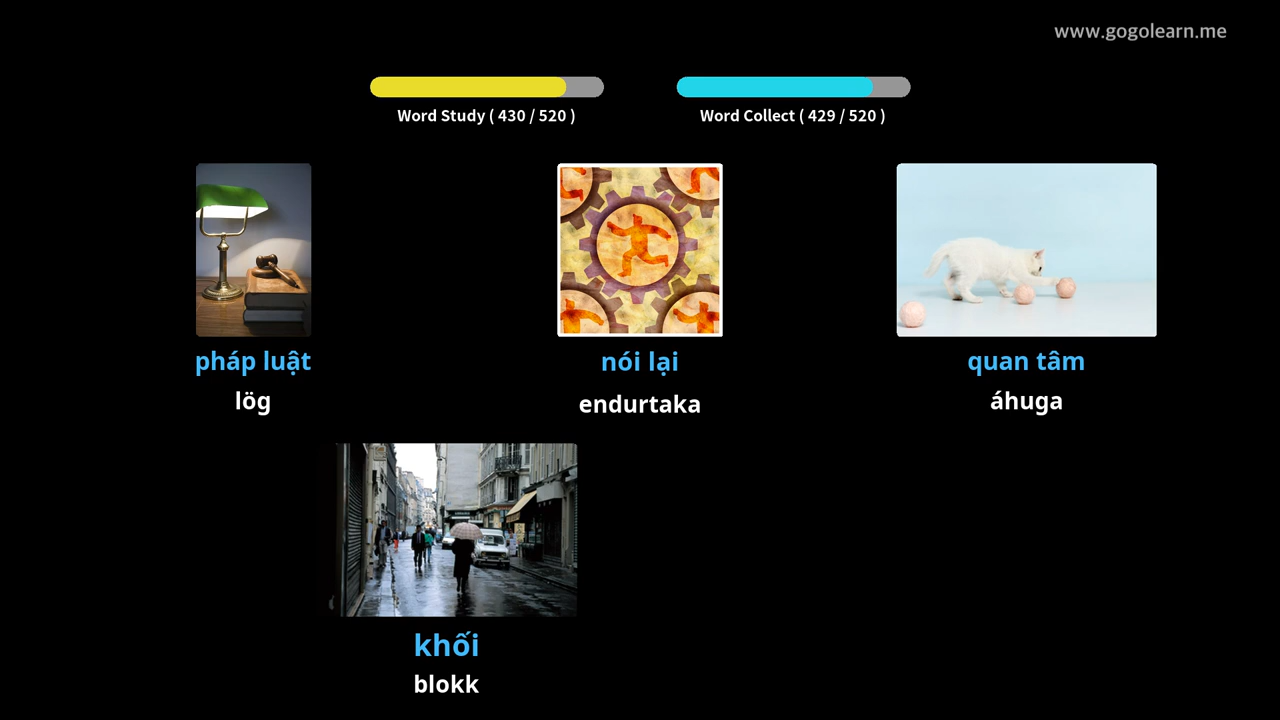 www.gogolearn.me
Word Study ( 430 / 520 )
Word Collect ( 429 / 520 )
pháp luật
lög
nói lại
endurtaka
quan tâm
áhuga
khối
blokk